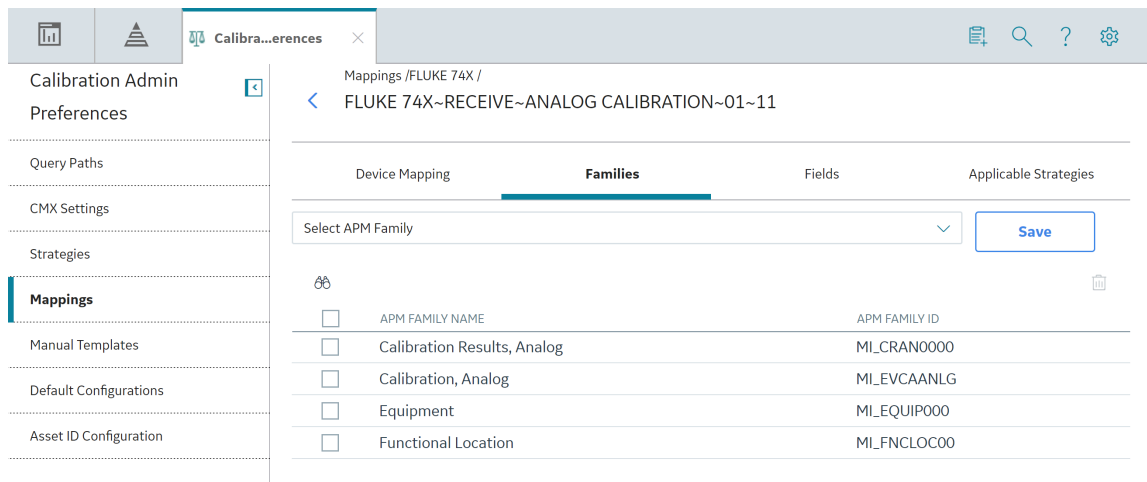 Calibra...erences
Calibration Admin
Preferences
Query Paths
CMX Settings
Strategies
Mappings
Manual Templates
Default Configurations
Asset ID Configuration
Mappings /FLUKE 74X /
FLUKE 74X~RECEIVE~ANALOG CALIBRATION~01~11
Device Mapping Families Fields Applicable Strategies
Select APM Family Save
APM FAMILY NAME APM FAMILY ID
Calibration Results, Analog MI_CRAN0000
Calibration, Analog MI_EVCAANLG
Equipment MI_EQUIP000
Functional Location MI_FNCLOC00